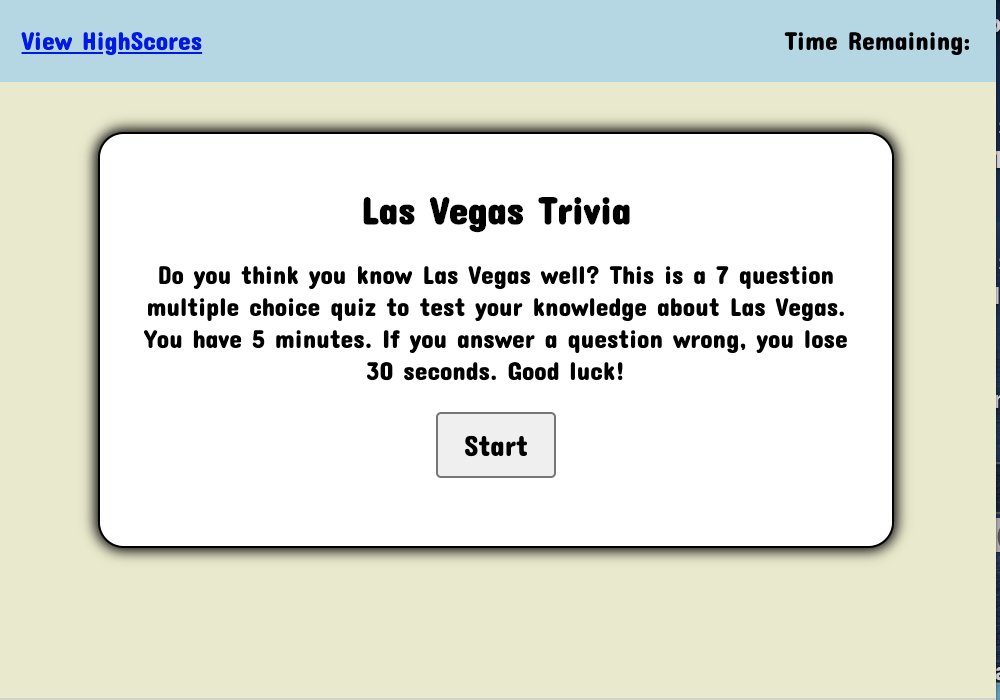 View HighScores
Time Remaining:
Las Vegas Trivia
Do you think you know Las Vegas well? This is a 7 question
multiple choice quiz to test your knowledge about Las Vegas.
You have 5 minutes. If you answer a question wrong, you lose
30 seconds. Good luck!
Start